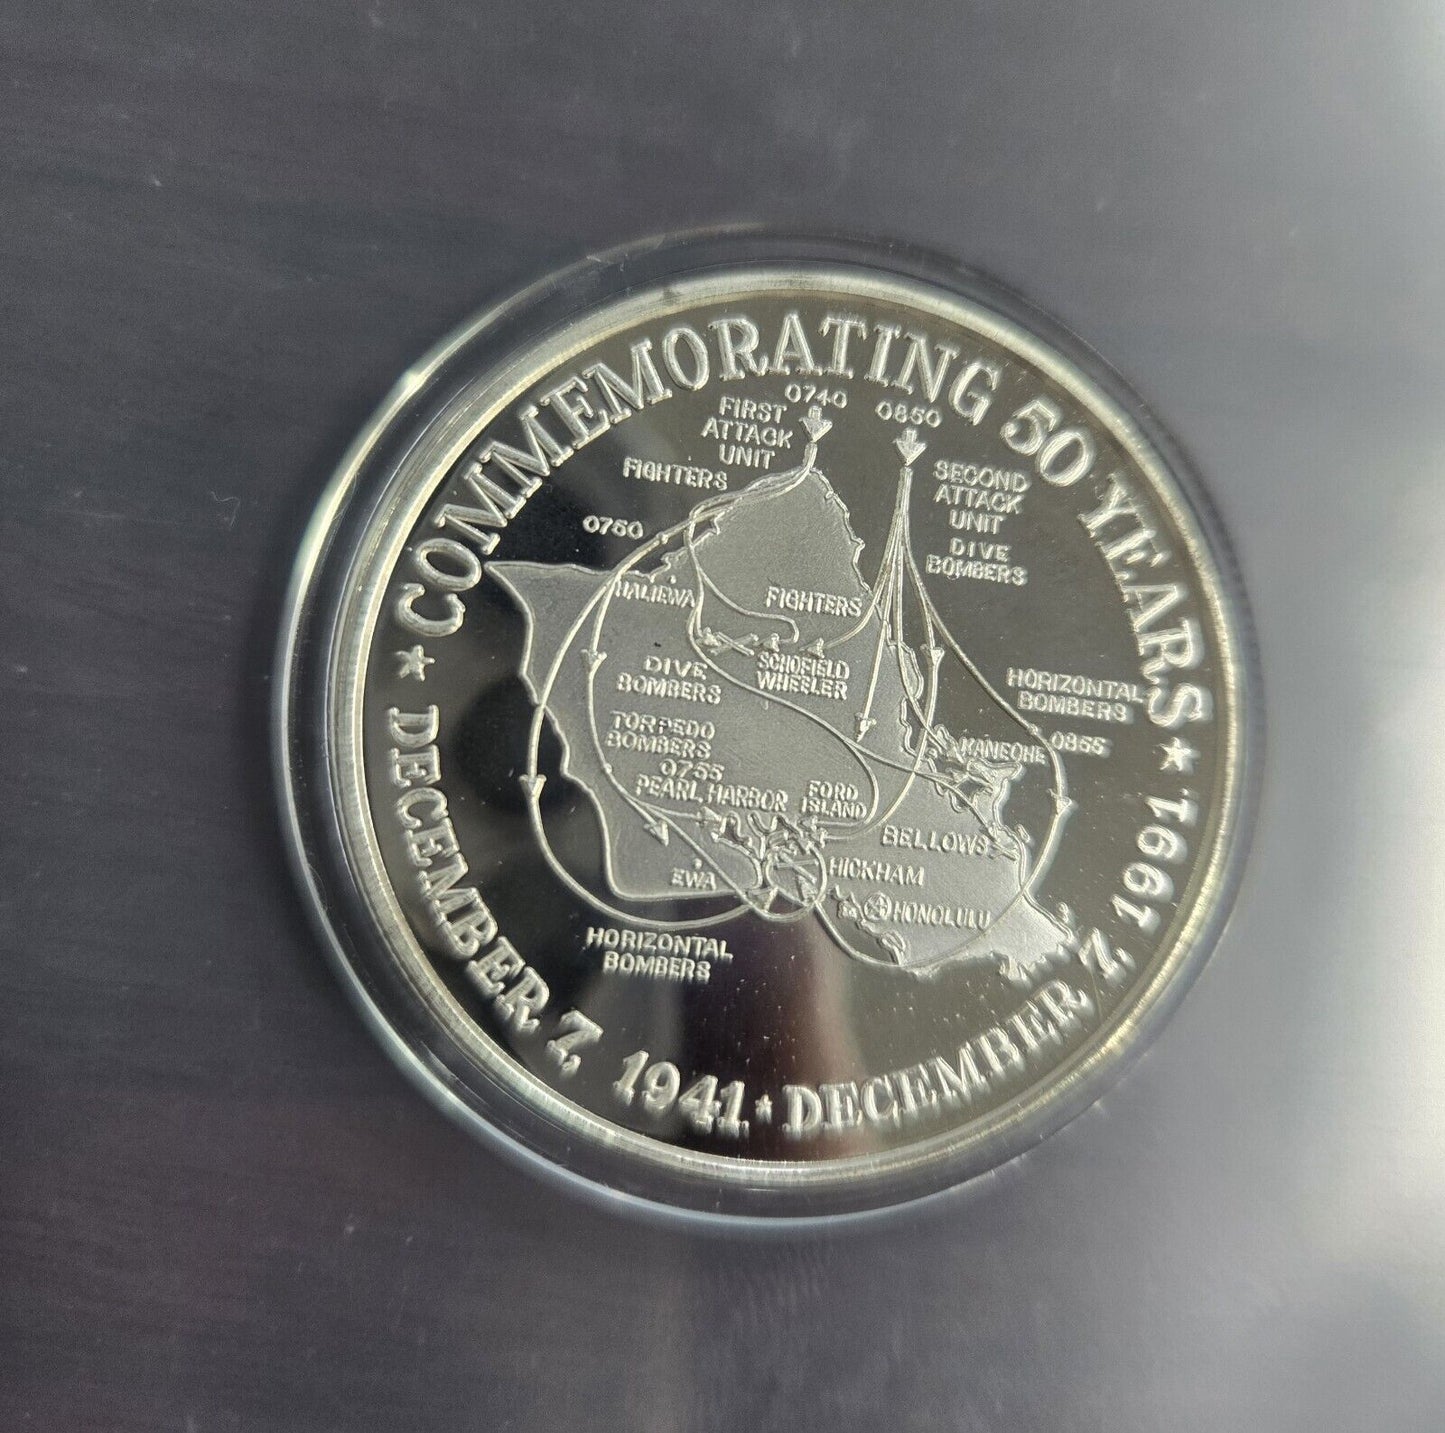 COMMEMORATING 50 YEARS
0740
0850
FIRST
ATTACK
UNIT
FIGHTERS
SECOND
ATTACK
UNIT
0750
DIVE
BOMBERS
HALIEWA
FIGHTERS
SCHOFIELD
WHEELER
DIVE
BOMBERS
HORIZONTAL
BOMBERS
TORPEDO
BOMBERS
0755
KANEOHE
0855
PEARL HARBOR
FORD
ISLAND
BELLOWS
EWA
HICKHAM
HONOLULU
HORIZONTAL
BOMBERS
★ DECEMBER 7, 1941 ★ DECEMBER 7, 1991 ★